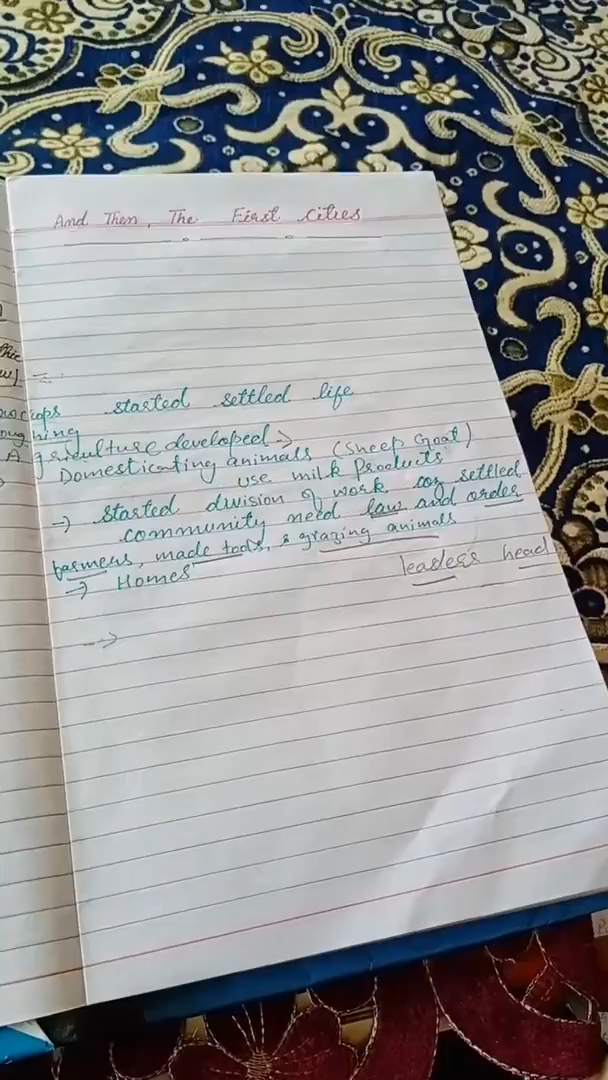 And Then, The First Cities
started settled life
Agriculture developed →
Domesticating animals (Sheep Goat)
use milk products
→ started division of work, coz settled
community need law and order
farmers, made tools, & grazing animals
→ Homes
leaders head
→